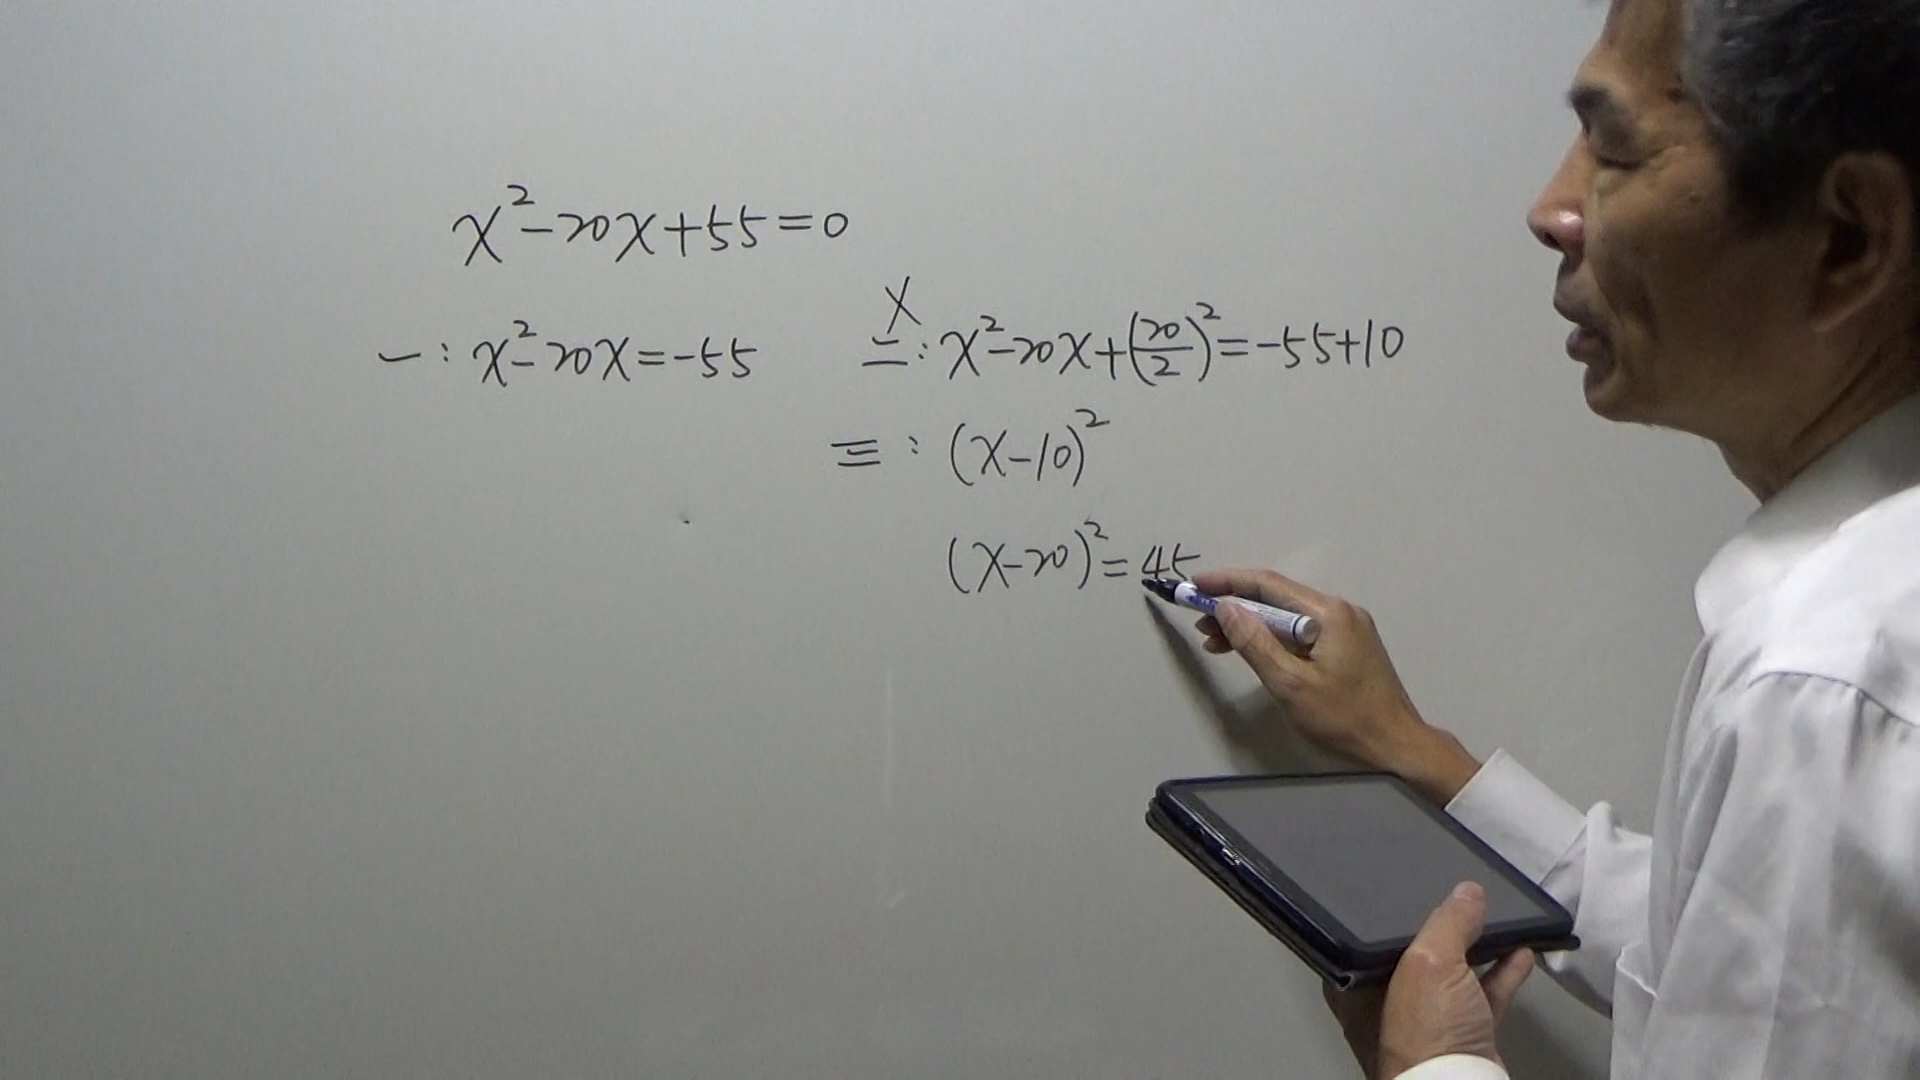 x²-20x+55=0
一: x²-20x=-55
X
二: x²-20x+(20/2)²=-55+10
三: (x-10)²
(x-20)²=45